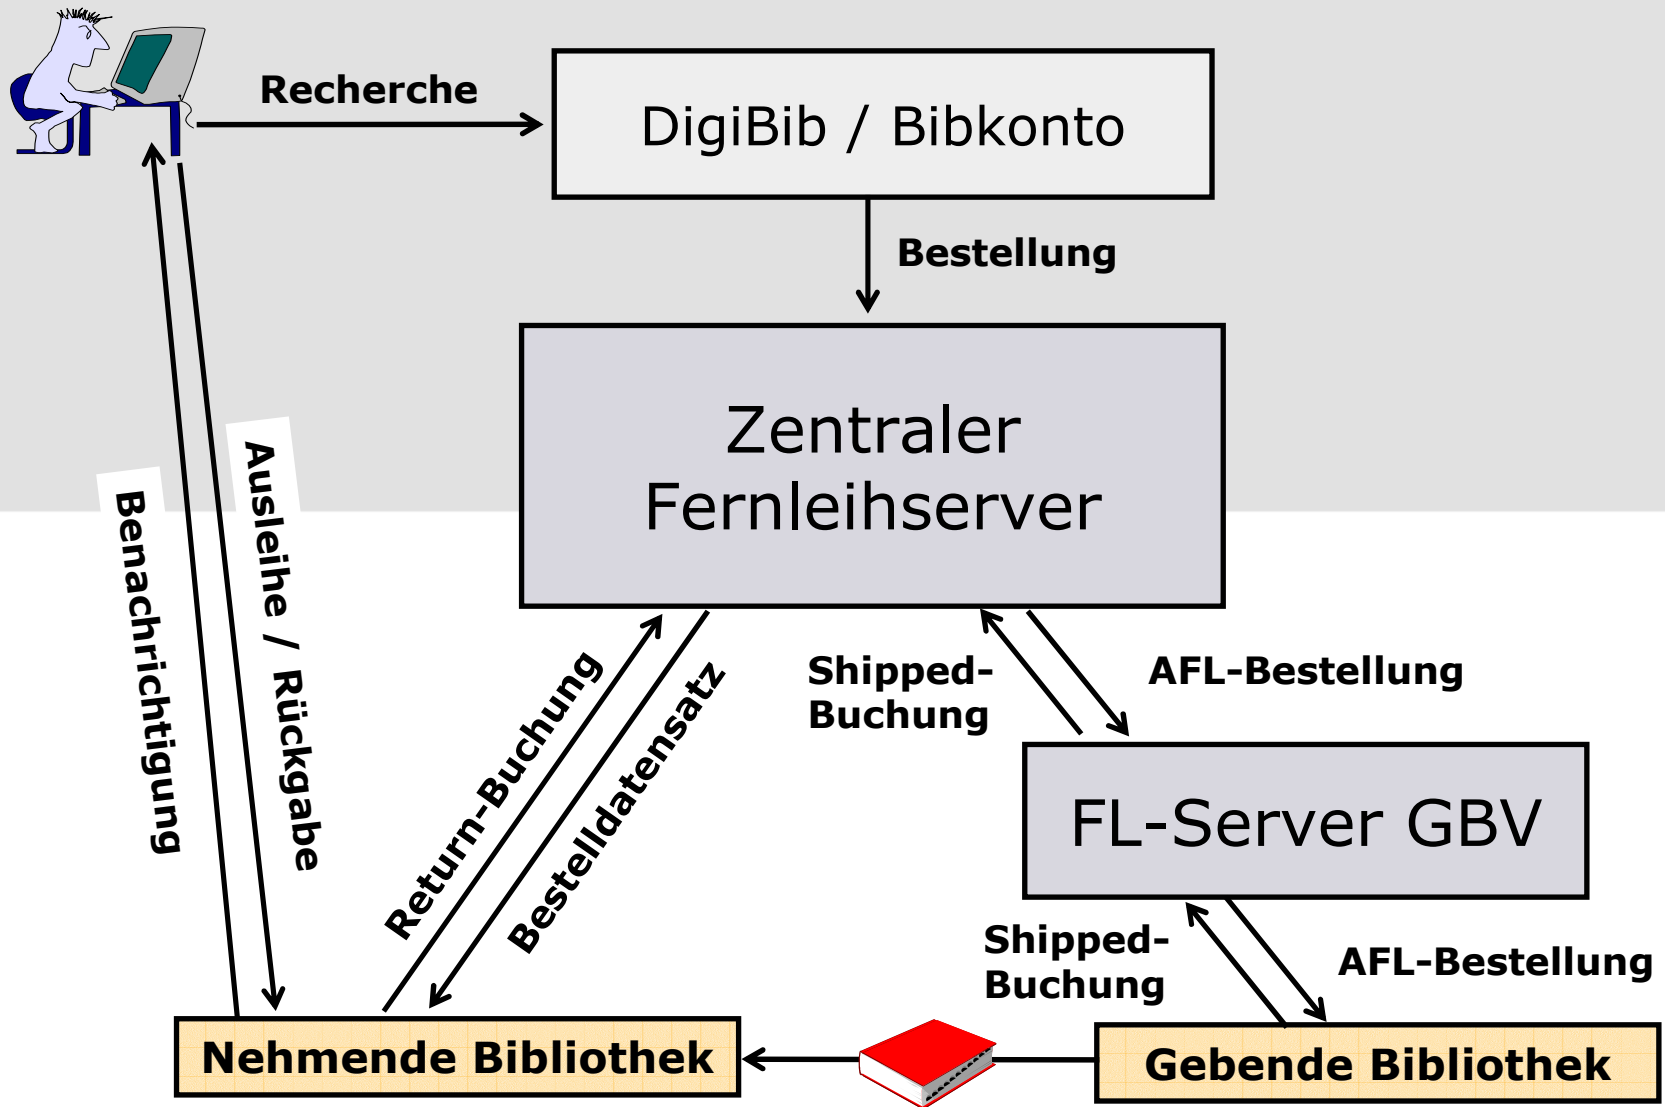 Recherche
DigiBib / Bibkonto
Bestellung
Zentraler
Fernleihserver
Benachrichtigung
Ausleihe / Rückgabe
Return-Buchung
Bestelldatensatz
Shipped-
Buchung
AFL-Bestellung
FL-Server GBV
Shipped-
Buchung
AFL-Bestellung
Nehmende Bibliothek
Gebende Bibliothek